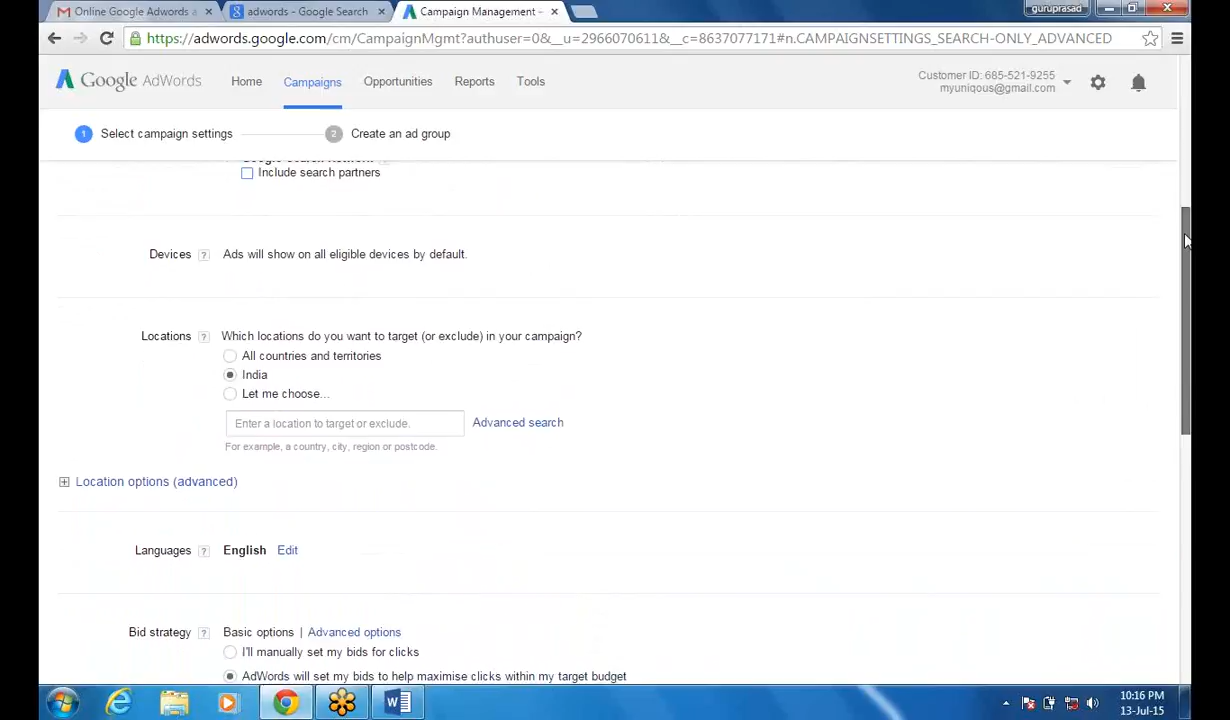 Online Google Adwords a
adwords - Google Search
Campaign Management -
guruprasad
https://adwords.google.com/cm/CampaignMgmt?authuser=0&__u=2966070611&__c=8637077171#n.CAMPAIGNSETTINGS_SEARCH-ONLY_ADVANCED
Google AdWords
Home
Campaigns
Opportunities
Reports
Tools
Customer ID: 685-521-9255
myuniqous@gmail.com
1 Select campaign settings
2 Create an ad group
Google Search Network ?
Include search partners
Devices ? Ads will show on all eligible devices by default.
Locations ? Which locations do you want to target (or exclude) in your campaign?
All countries and territories
India
Let me choose...
Enter a location to target or exclude. Advanced search
For example, a country, city, region or postcode.
Location options (advanced)
Languages ? English Edit
Bid strategy ? Basic options | Advanced options
I'll manually set my bids for clicks
AdWords will set my bids to help maximise clicks within my target budget
10:16 PM
13-Jul-15